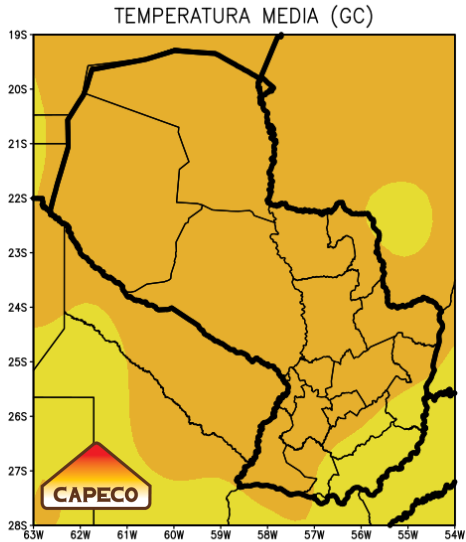 TEMPERATURA MEDIA (GC)
19S
20S
21S
22S
23S
24S
25S
26S
27S
28S
CAPECO
63W 62W 61W 60W 59W 58W 57W 56W 55W 54W